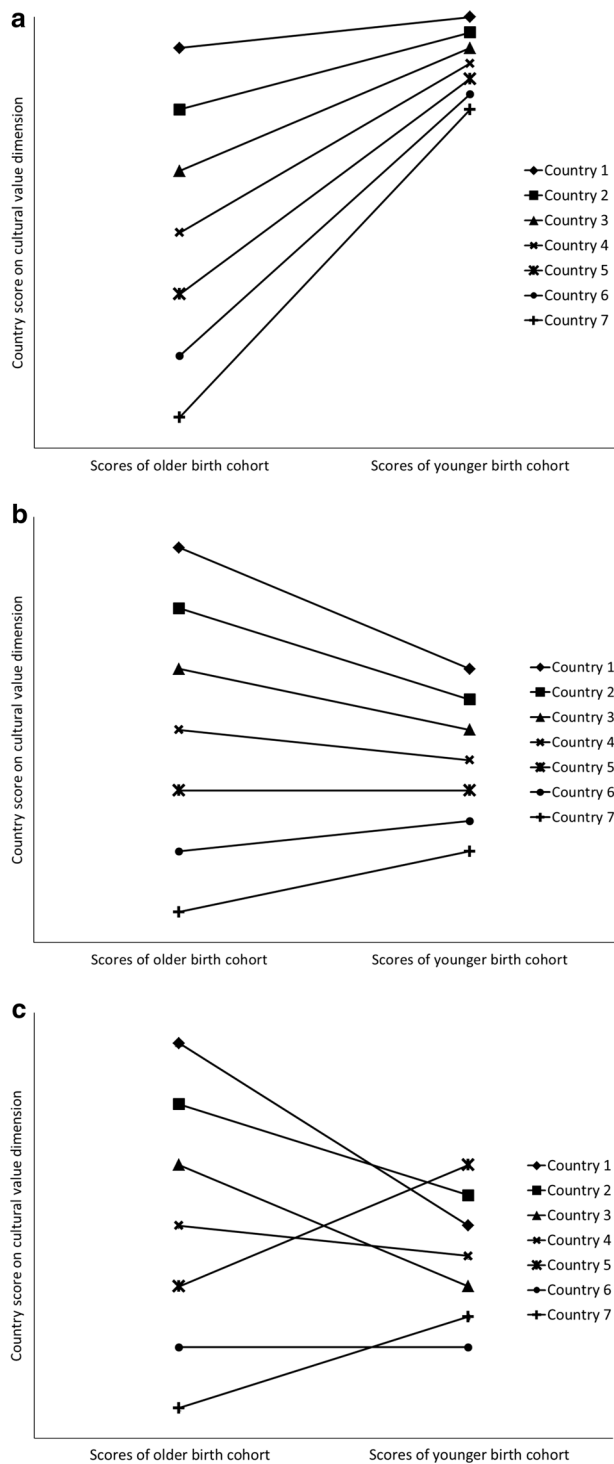 a
Country score on cultural value dimension
Country 1
Country 2
Country 3
Country 4
Country 5
Country 6
Country 7
Scores of older birth cohort
Scores of younger birth cohort
b
Country score on cultural value dimension
Country 1
Country 2
Country 3
Country 4
Country 5
Country 6
Country 7
Scores of older birth cohort
Scores of younger birth cohort
c
Country score on cultural value dimension
Country 1
Country 2
Country 3
Country 4
Country 5
Country 6
Country 7
Scores of older birth cohort
Scores of younger birth cohort